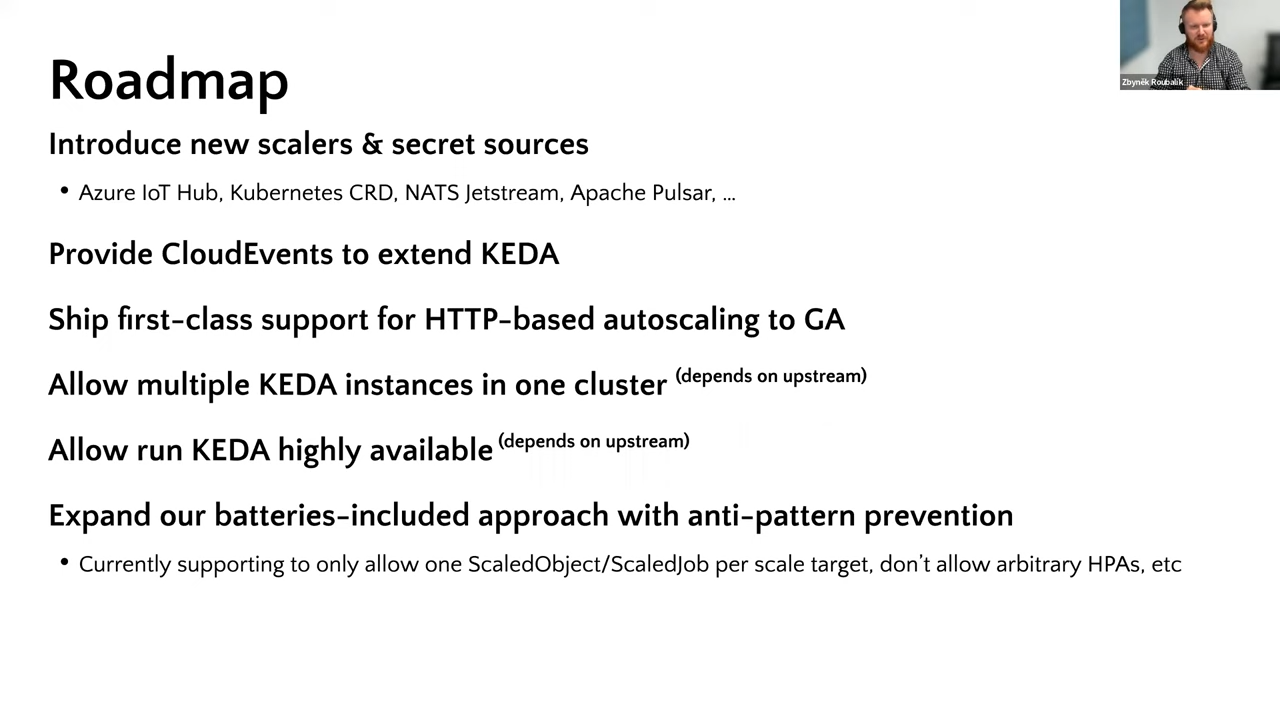 Roadmap
Zbyněk Roubalík
Introduce new scalers & secret sources
• Azure IoT Hub, Kubernetes CRD, NATS Jetstream, Apache Pulsar, ...
Provide CloudEvents to extend KEDA
Ship first-class support for HTTP-based autoscaling to GA
Allow multiple KEDA instances in one cluster (depends on upstream)
Allow run KEDA highly available (depends on upstream)
Expand our batteries-included approach with anti-pattern prevention
• Currently supporting to only allow one ScaledObject/ScaledJob per scale target, don't allow arbitrary HPAs, etc